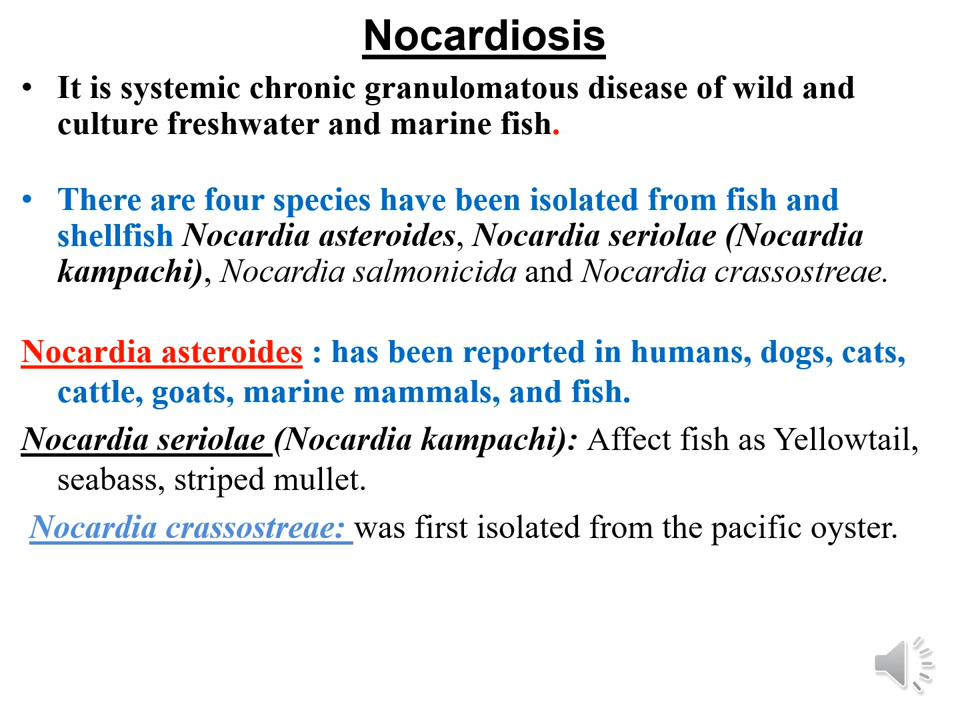 Nocardiosis
• It is systemic chronic granulomatous disease of wild and
culture freshwater and marine fish.
• There are four species have been isolated from fish and
shellfish Nocardia asteroides, Nocardia seriolae (Nocardia
kampachi), Nocardia salmonicida and Nocardia crassostreae.
Nocardia asteroides : has been reported in humans, dogs, cats,
cattle, goats, marine mammals, and fish.
Nocardia seriolae (Nocardia kampachi): Affect fish as Yellowtail,
seabass, striped mullet.
Nocardia crassostreae: was first isolated from the pacific oyster.